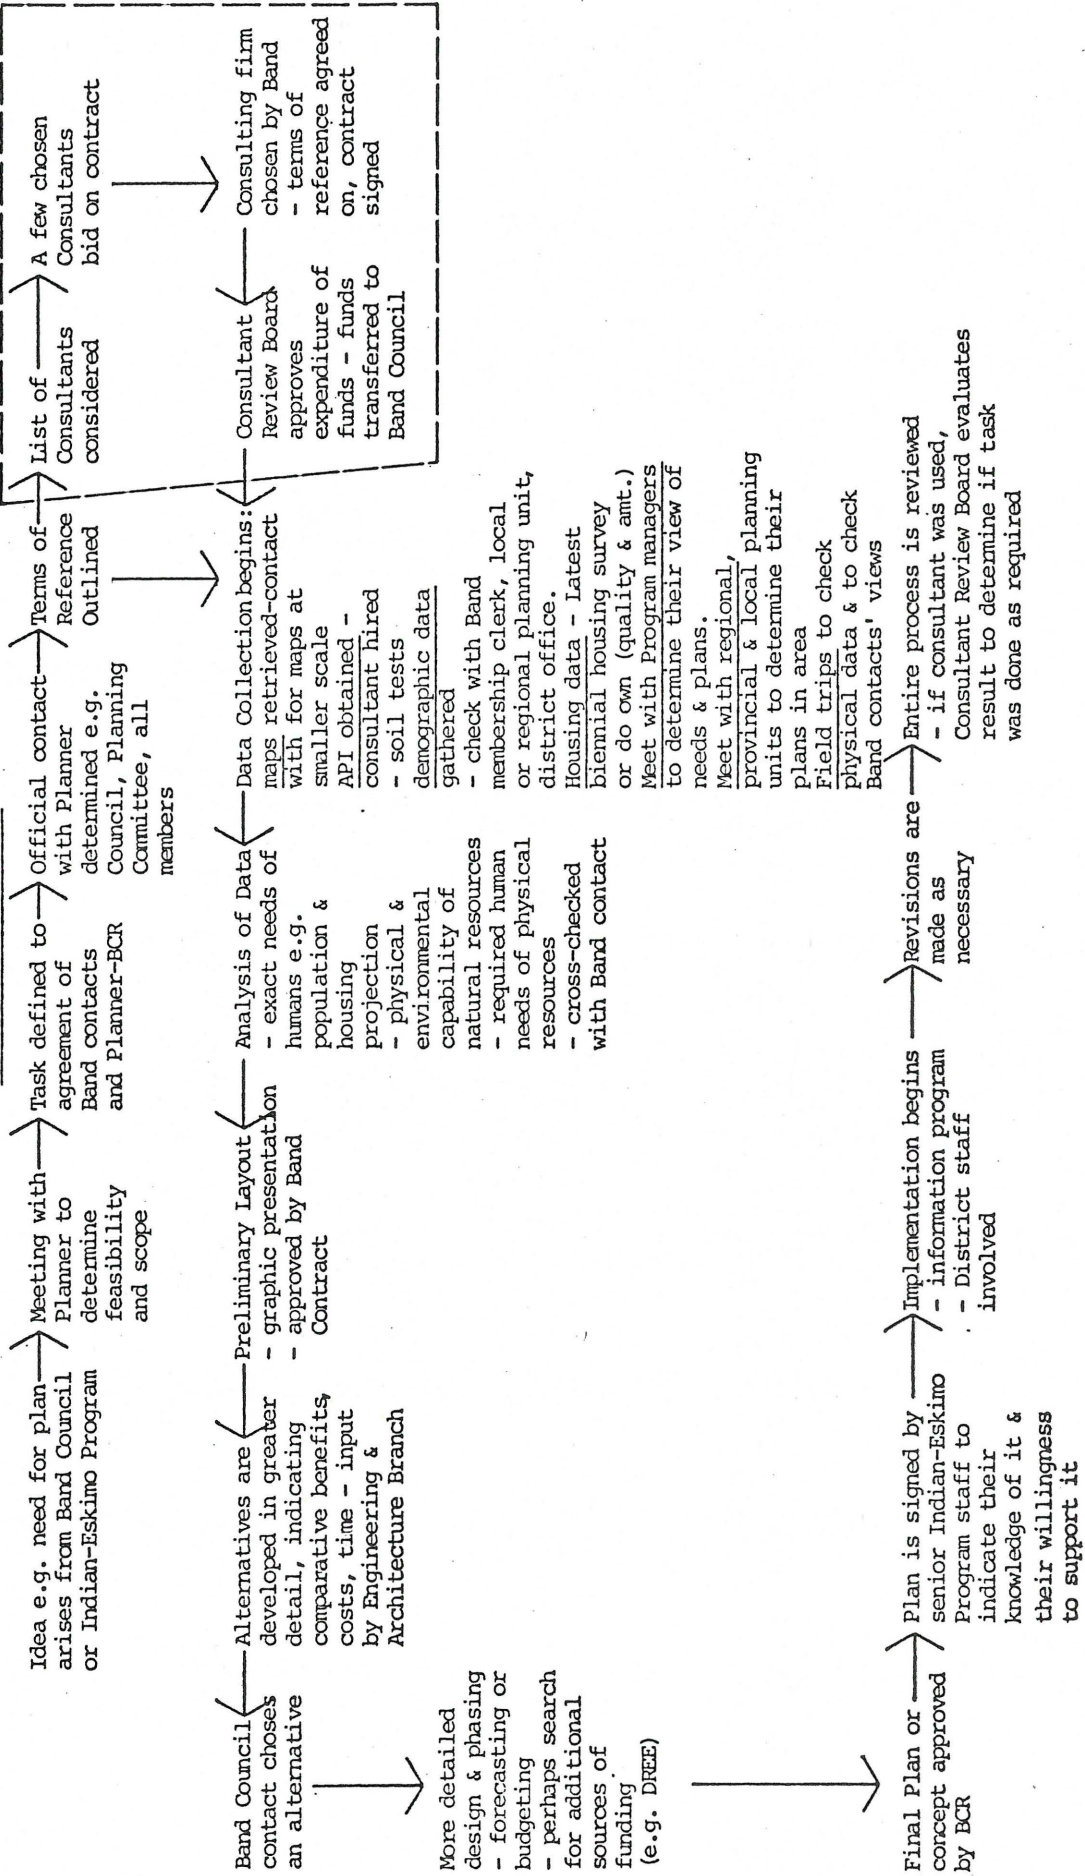 Idea e.g. need for plan
arises from Band Council
or Indian-Eskimo Program
Meeting with
Planner to
determine
feasibility
and scope
Task defined to
agreement of
Band contacts
and Planner-BCR
Official contact
with Planner
determined e.g.
Council, Planning
Committee, all
members
Terms of
Reference
Outlined
List of
Consultants
considered
A few chosen
Consultants
bid on contract
Consulting firm
chosen by Band
- terms of
reference agreed
on, contract
signed
Consultant
Review Board
approves
expenditure of
funds - funds
transferred to
Band Council
Data Collection begins:
maps retrieved-contact
with for maps at
smaller scale
API obtained -
consultant hired
- soil tests
demographic data
gathered
- check with Band
membership clerk, local
or regional planning unit,
district office.
Housing data - Latest
biennial housing survey
or do own (quality & amt.)
Meet with Program managers
to determine their view of
needs & plans.
Meet with regional,
provincial & local planning
units to determine their
plans in area
Field trips to check
physical data & to check
Band contacts' views
Analysis of Data
- exact needs of
humans e.g.
population &
housing
projection
- physical &
environmental
capability of
natural resources
- required human
needs of physical
resources
- cross-checked
with Band contact
Preliminary Layout
- graphic presentation
- approved by Band
Contract
Alternatives are
developed in greater
detail, indicating
comparative benefits,
costs, time - input
by Engineering &
Architecture Branch
Band Council
contact choses
an alternative
More detailed
design & phasing
- forecasting or
budgeting
- perhaps search
for additional
sources of
funding
(e.g. DREE)
Final Plan or
concept approved
by BCR
Plan is signed by
senior Indian-Eskimo
Program staff to
indicate their
knowledge of it &
their willingness
to support it
Implementation begins
- information program
- District staff
involved
Revisions are
made as
necessary
Entire process is reviewed
- if consultant was used,
Consultant Review Board evaluates
result to determine if task
was done as required